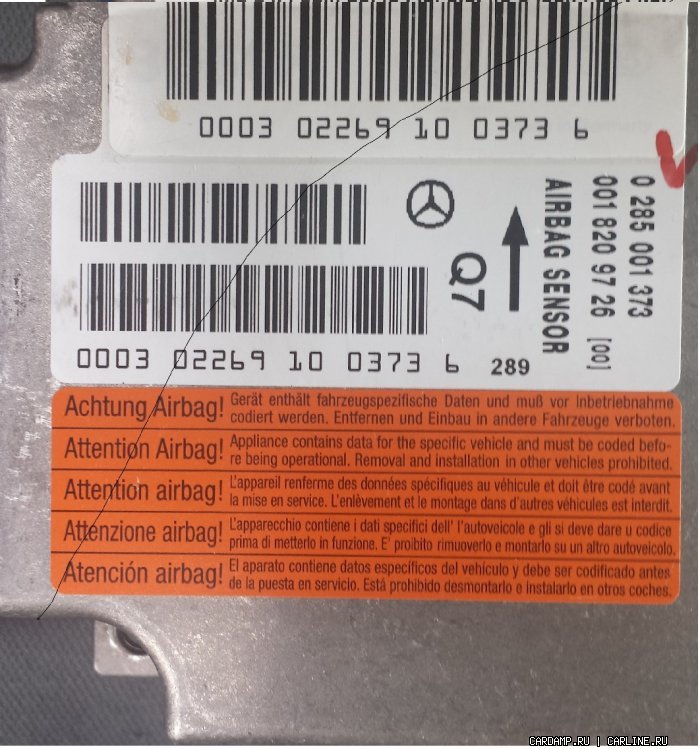 0003 02269 10 0373 6
0 285 001 373
001 820 97 26 [00]
AIRBAG SENSOR
Q7
0003 02269 10 0373 6
289
Achtung Airbag! Gerät enthält fahrzeugspezifische Daten und muß vor Inbetriebnahme
codiert werden. Entfernen und Einbau in andere Fahrzeuge verboten.
Attention Airbag! Appliance contains data for the specific vehicle and must be coded befo-
re being operational. Removal and installation in other vehicles prohibited.
Attention airbag! L'appareil renferme des données spécifiques au véhicule et doit être codé avant
la mise en service. L'enlèvement et le montage dans d'autres véhicules est interdit.
Attenzione airbag! L'apparecchio contiene i dati specifici dell' l'autoveicole e gli si deve dare u codice
prima di metterlo in funzione. E' proibito rimuoverlo e montarlo su un altro autoveicolo.
Atención airbag! El aparato contiene datos específicos del vehículo y debe ser codificado antes
de la puesta en servicio. Está prohibido desmontarlo e instalarlo en otros coches.
CARDAMP.RU | CARLINE.RU